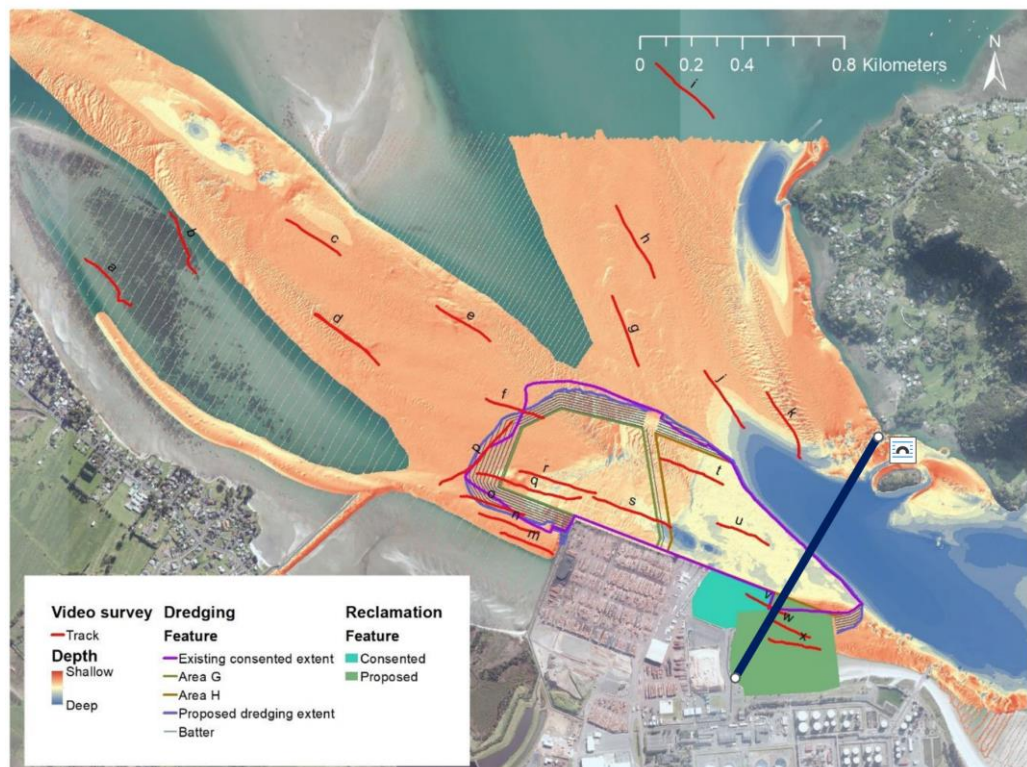 N
0 0.2 0.4 0.8 Kilometers
i
b
a
c
h
d
e
g
f
j
k
p
r
q
t
o
s
n
u
m
v
w
x
Video survey
Track
Depth
Shallow
Deep
Dredging
Feature
Existing consented extent
Area G
Area H
Proposed dredging extent
Batter
Reclamation
Feature
Consented
Proposed